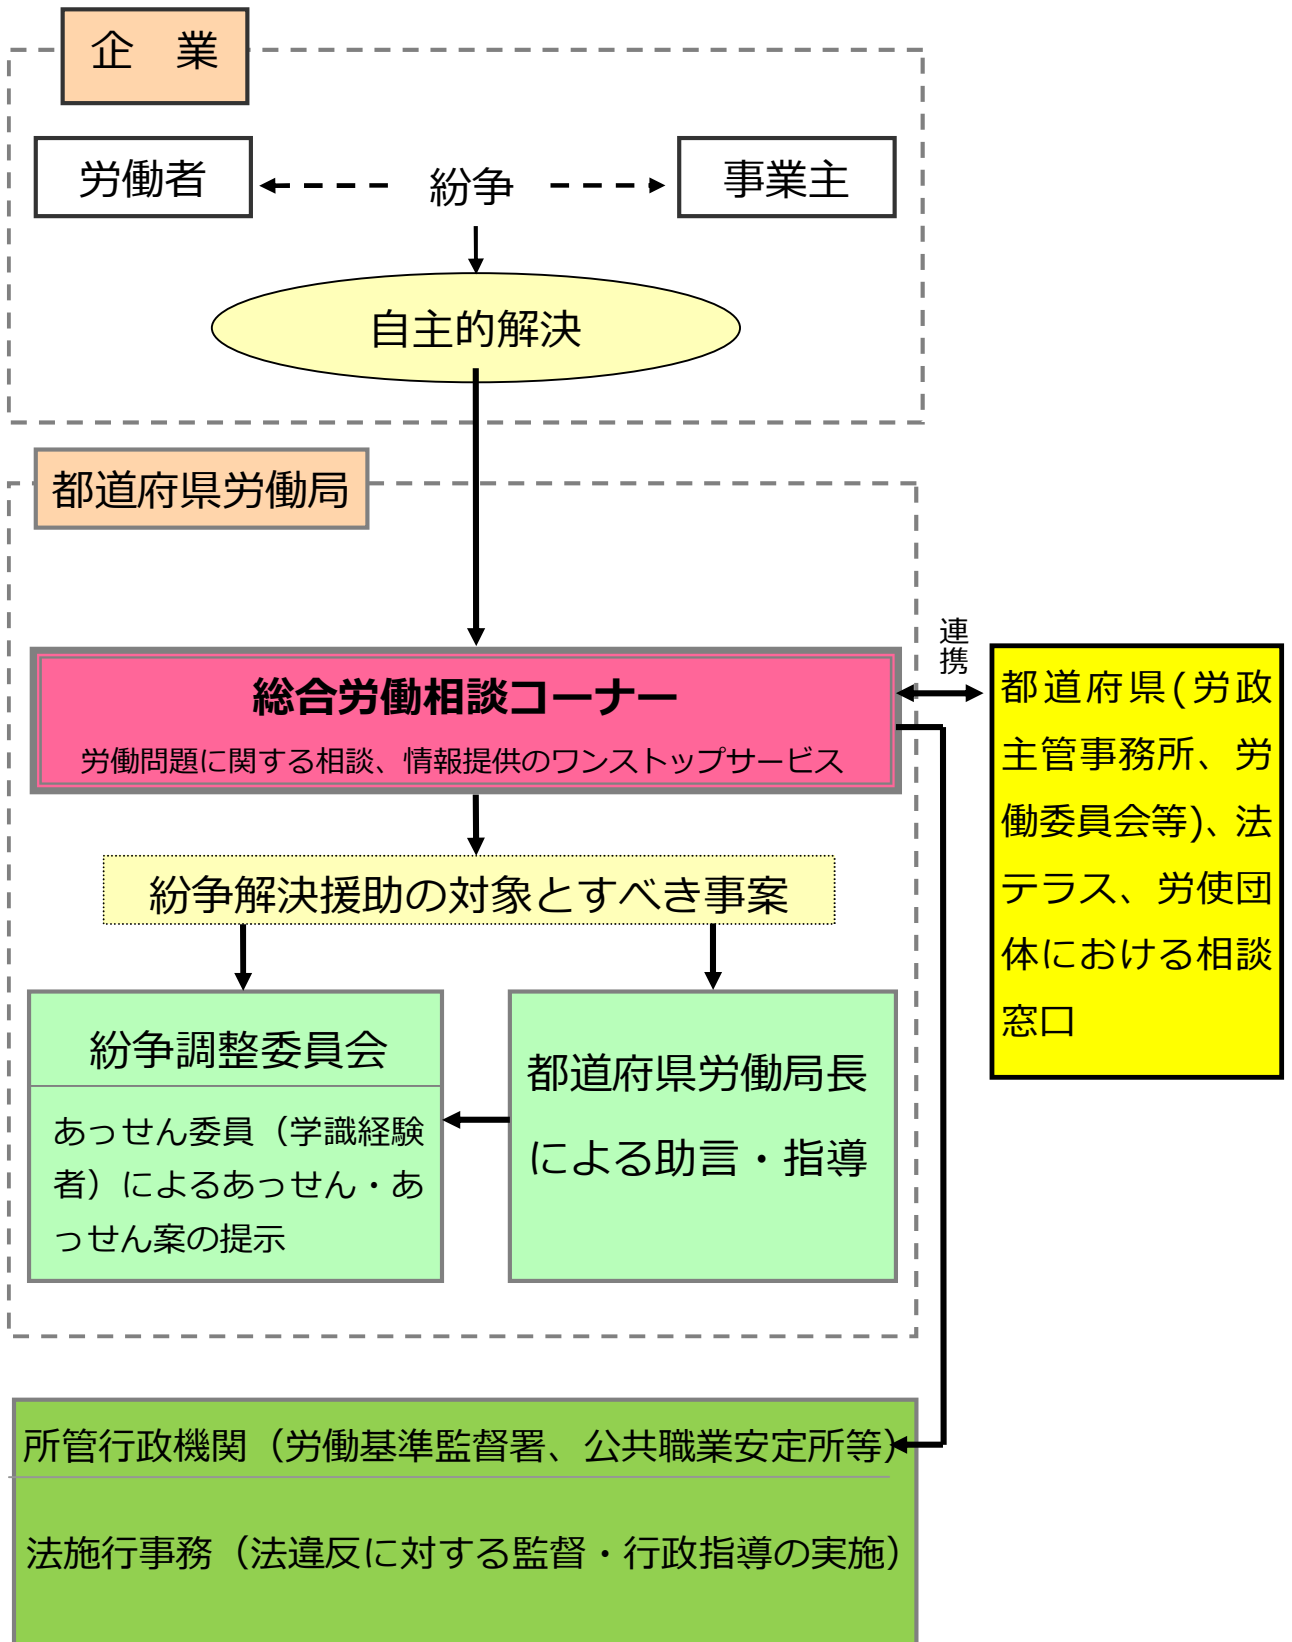 企　業
労働者
紛争
事業主
自主的解決
都道府県労働局
総合労働相談コーナー
労働問題に関する相談、情報提供のワンストップサービス
連
携
都道府県(労政
主管事務所、労
働委員会等)、法
テラス、労使団
体における相談
窓口
紛争解決援助の対象とすべき事案
紛争調整委員会
あっせん委員（学識経験
者）によるあっせん・あ
っせん案の提示
都道府県労働局長
による助言・指導
所管行政機関（労働基準監督署、公共職業安定所等）
法施行事務（法違反に対する監督・行政指導の実施）